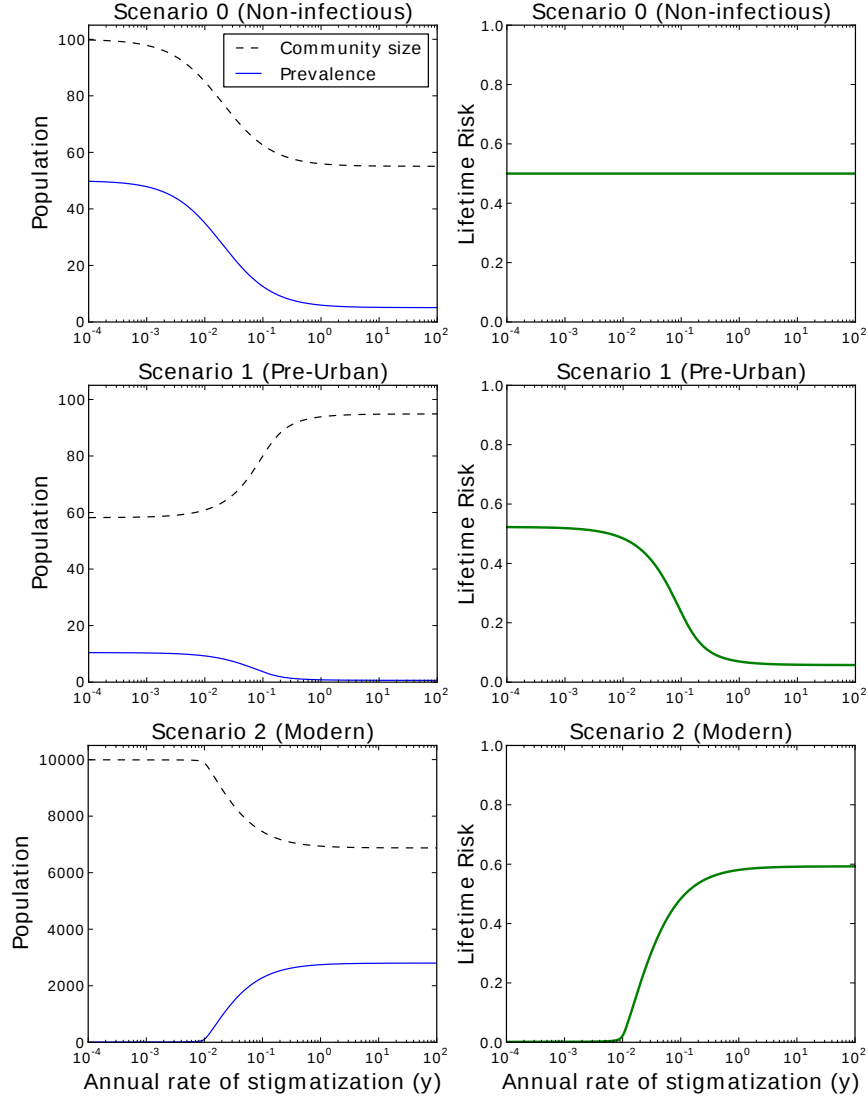 Scenario 0 (Non-infectious)
Scenario 0 (Non-infectious)
Community size
Prevalence
Population
100
80
60
40
20
0
10^-4 10^-3 10^-2 10^-1 10^0 10^1 10^2
Lifetime Risk
1.0
0.8
0.6
0.4
0.2
0.0
10^-4 10^-3 10^-2 10^-1 10^0 10^1 10^2
Scenario 1 (Pre-Urban)
Scenario 1 (Pre-Urban)
Population
100
80
60
40
20
0
10^-4 10^-3 10^-2 10^-1 10^0 10^1 10^2
Lifetime Risk
1.0
0.8
0.6
0.4
0.2
0.0
10^-4 10^-3 10^-2 10^-1 10^0 10^1 10^2
Scenario 2 (Modern)
Scenario 2 (Modern)
Population
10000
8000
6000
4000
2000
0
10^-4 10^-3 10^-2 10^-1 10^0 10^1 10^2
Annual rate of stigmatization (y)
Lifetime Risk
1.0
0.8
0.6
0.4
0.2
0.0
10^-4 10^-3 10^-2 10^-1 10^0 10^1 10^2
Annual rate of stigmatization (y)